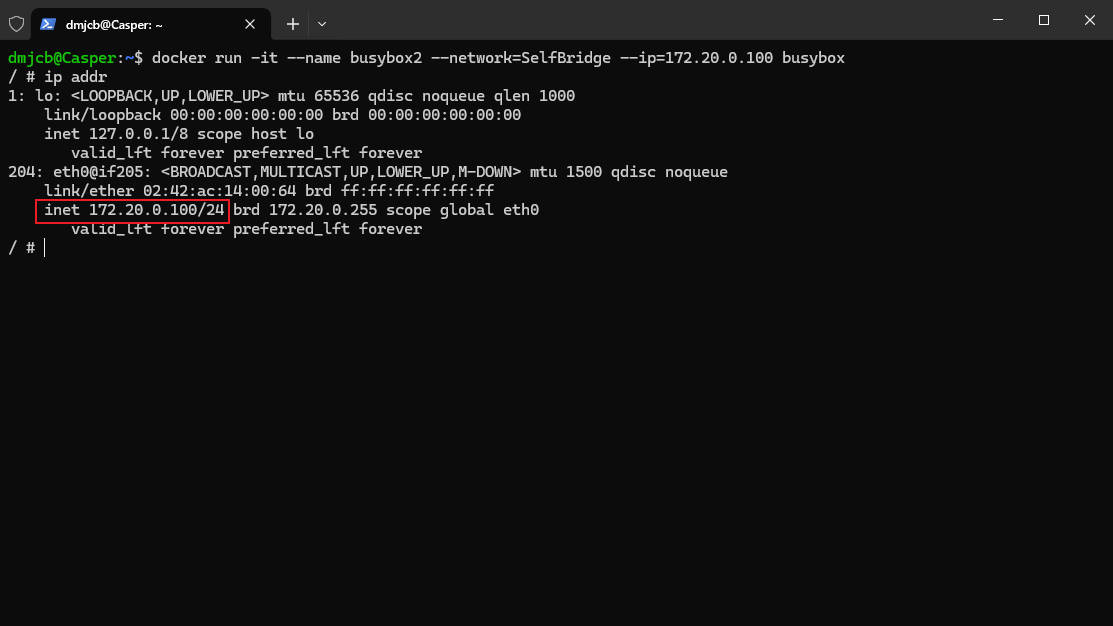 dmjcb@Casper: ~
dmjcb@Casper:~$ docker run -it --name busybox2 --network=SelfBridge --ip=172.20.0.100 busybox
/ # ip addr
1: lo: <LOOPBACK,UP,LOWER_UP> mtu 65536 qdisc noqueue qlen 1000
    link/loopback 00:00:00:00:00:00 brd 00:00:00:00:00:00
    inet 127.0.0.1/8 scope host lo
       valid_lft forever preferred_lft forever
204: eth0@if205: <BROADCAST,MULTICAST,UP,LOWER_UP,M-DOWN> mtu 1500 qdisc noqueue
    link/ether 02:42:ac:14:00:64 brd ff:ff:ff:ff:ff:ff
    inet 172.20.0.100/24 brd 172.20.0.255 scope global eth0
       valid_lft forever preferred_lft forever
/ #